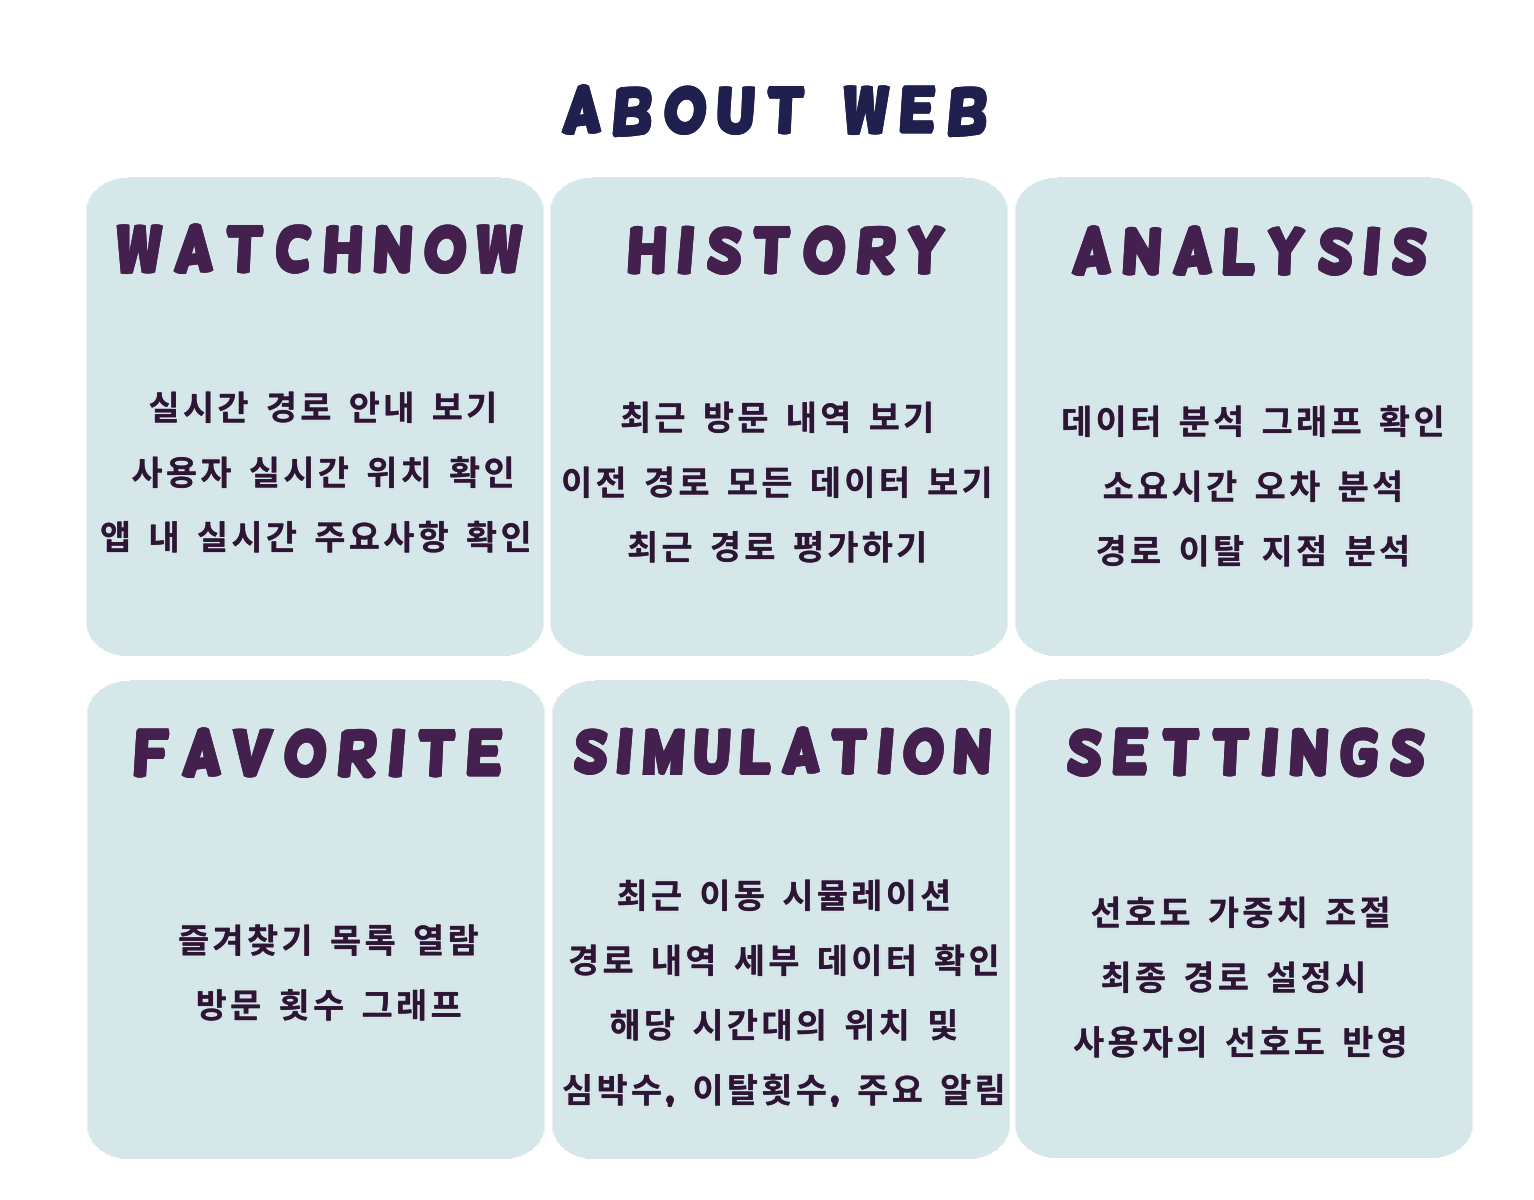 ABOUT WEB
WATCHNOW
실시간 경로 안내 보기
사용자 실시간 위치 확인
앱 내 실시간 주요사항 확인
HISTORY
최근 방문 내역 보기
이전 경로 모든 데이터 보기
최근 경로 평가하기
ANALYSIS
데이터 분석 그래프 확인
소요시간 오차 분석
경로 이탈 지점 분석
FAVORITE
즐겨찾기 목록 열람
방문 횟수 그래프
SIMULATION
최근 이동 시뮬레이션
경로 내역 세부 데이터 확인
해당 시간대의 위치 및
심박수, 이탈횟수, 주요 알림
SETTINGS
선호도 가중치 조절
최종 경로 설정시
사용자의 선호도 반영